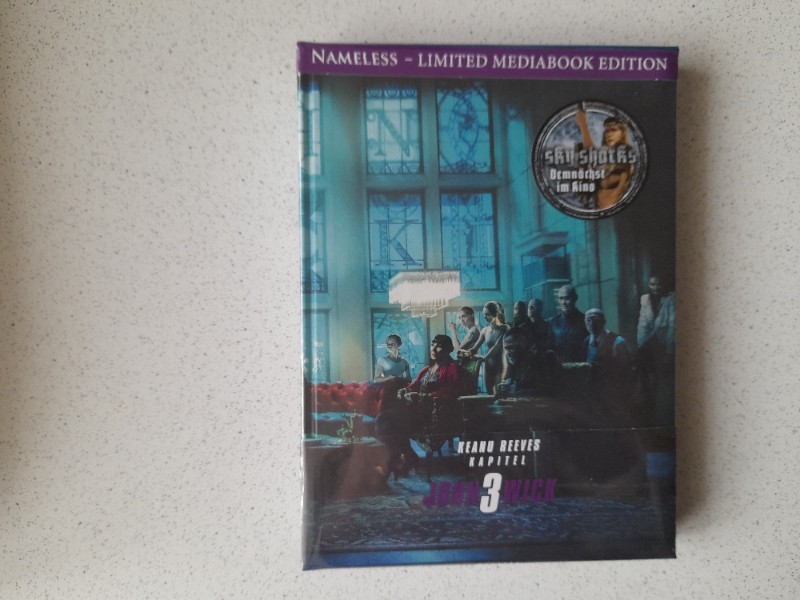 NAMELESS - LIMITED MEDIABOOK EDITION
sky sharks
Demnächst
im Kino
KEANU REEVES
KAPITEL
JOHN 3 WICK